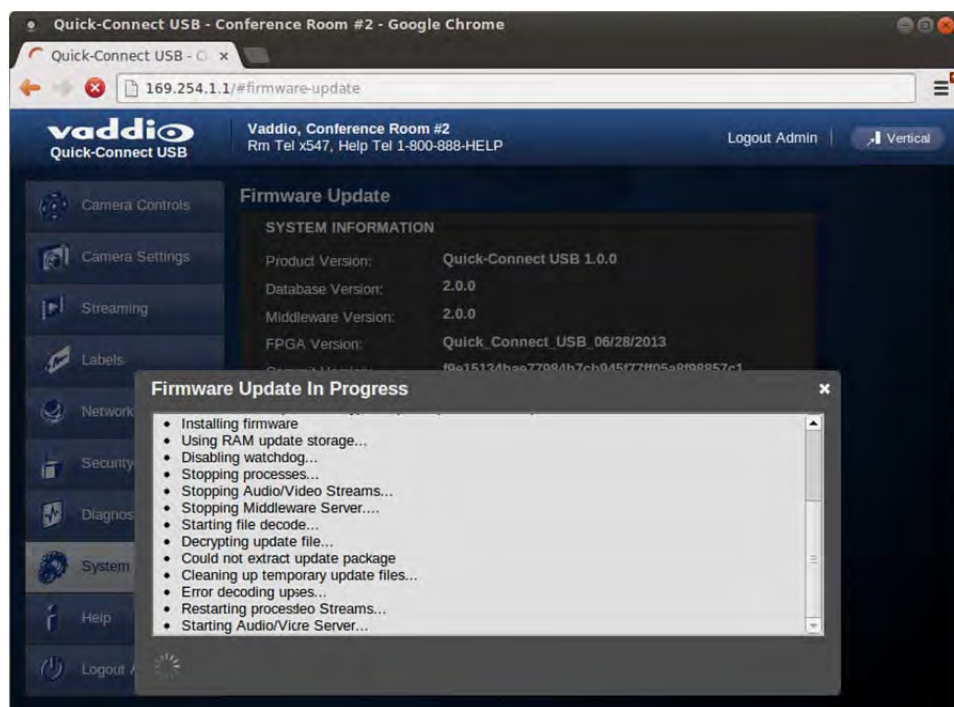 Quick-Connect USB - Conference Room #2 - Google Chrome
Quick-Connect USB - C
169.254.1.1/#firmware-update
vaddio
Quick-Connect USB
Vaddio, Conference Room #2
Rm Tel x547, Help Tel 1-800-888-HELP
Logout Admin
Vertical
Camera Controls
Camera Settings
Streaming
Labels
Network
Security
Diagnos
System
Help
Logout A
Firmware Update
SYSTEM INFORMATION
Product Version: Quick-Connect USB 1.0.0
Database Version: 2.0.0
Middleware Version: 2.0.0
FPGA Version: Quick_Connect_USB_06/28/2013
Firmware Update In Progress
• Installing firmware
• Using RAM update storage...
• Disabling watchdog...
• Stopping processes...
• Stopping Audio/Video Streams...
• Stopping Middleware Server....
• Starting file decode...
• Decrypting update file...
• Could not extract update package
• Cleaning up temporary update files...
• Error decoding upses...
• Restarting processeo Streams...
• Starting Audio/Vicre Server...